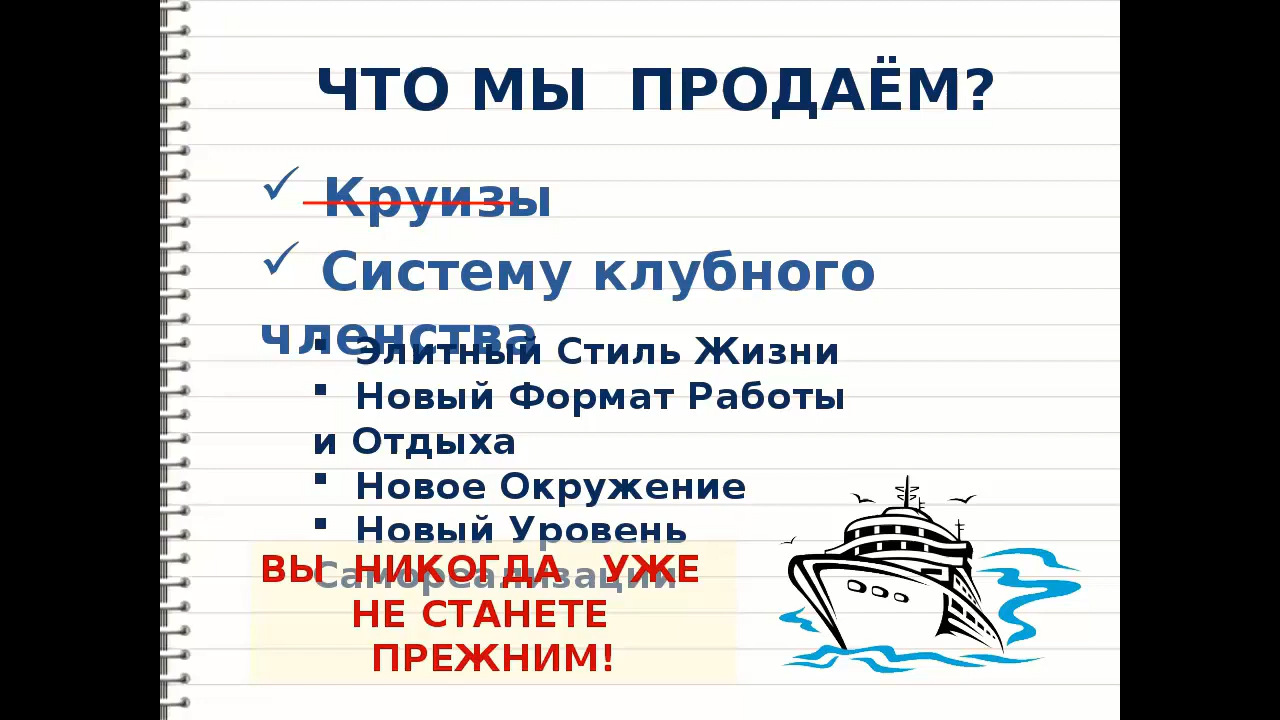 ЧТО МЫ ПРОДАЁМ?
✓ Круизы
✓ Систему клубного
членства
▪ Элитный Стиль Жизни
▪ Новый Формат Работы
и Отдыха
▪ Новое Окружение
▪ Новый Уровень
Самореализации
ВЫ НИКОГДА УЖЕ
НЕ СТАНЕТЕ
ПРЕЖНИМ!